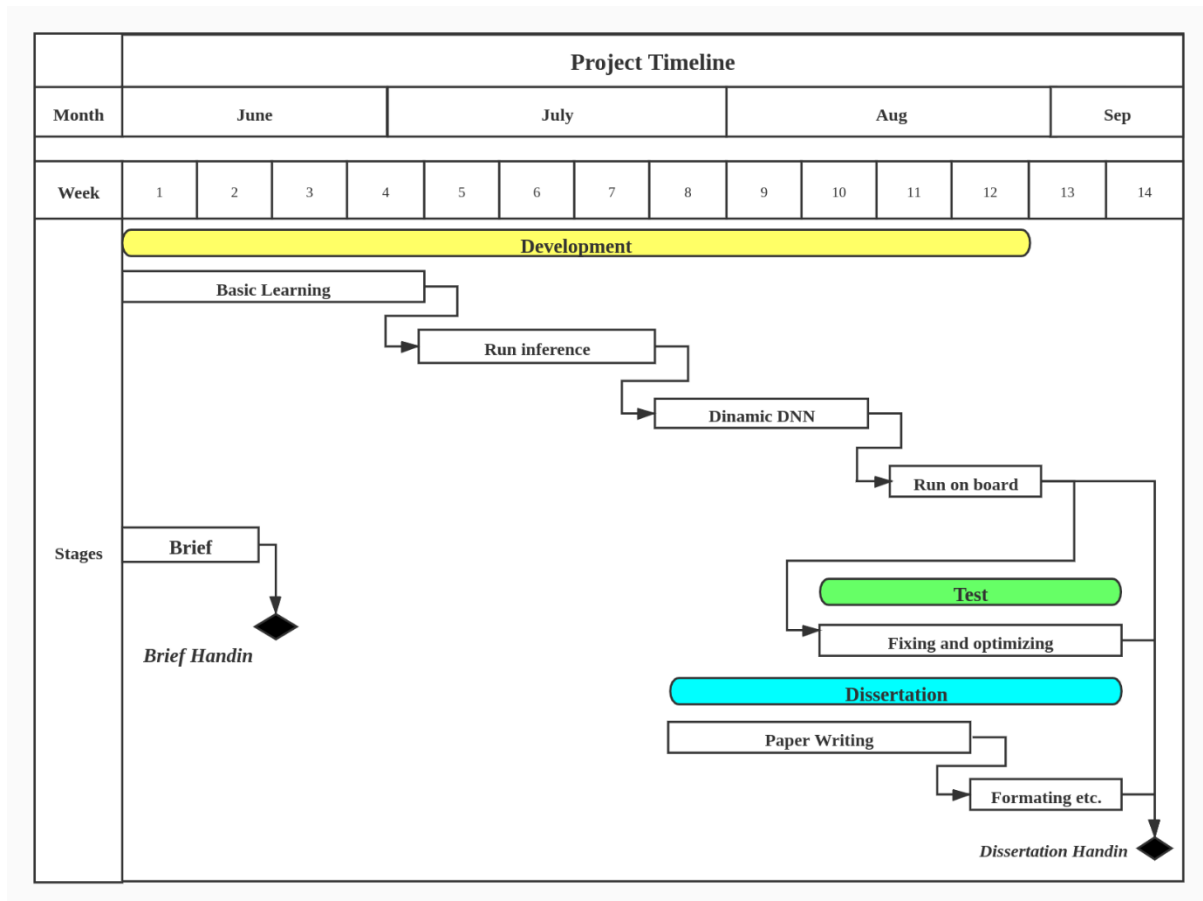 Project Timeline
Month June July Aug Sep
Week 1 2 3 4 5 6 7 8 9 10 11 12 13 14
Development
Basic Learning
Run inference
Dinamic DNN
Run on board
Stages
Brief
Test
Brief Handin
Fixing and optimizing
Dissertation
Paper Writing
Formating etc.
Dissertation Handin